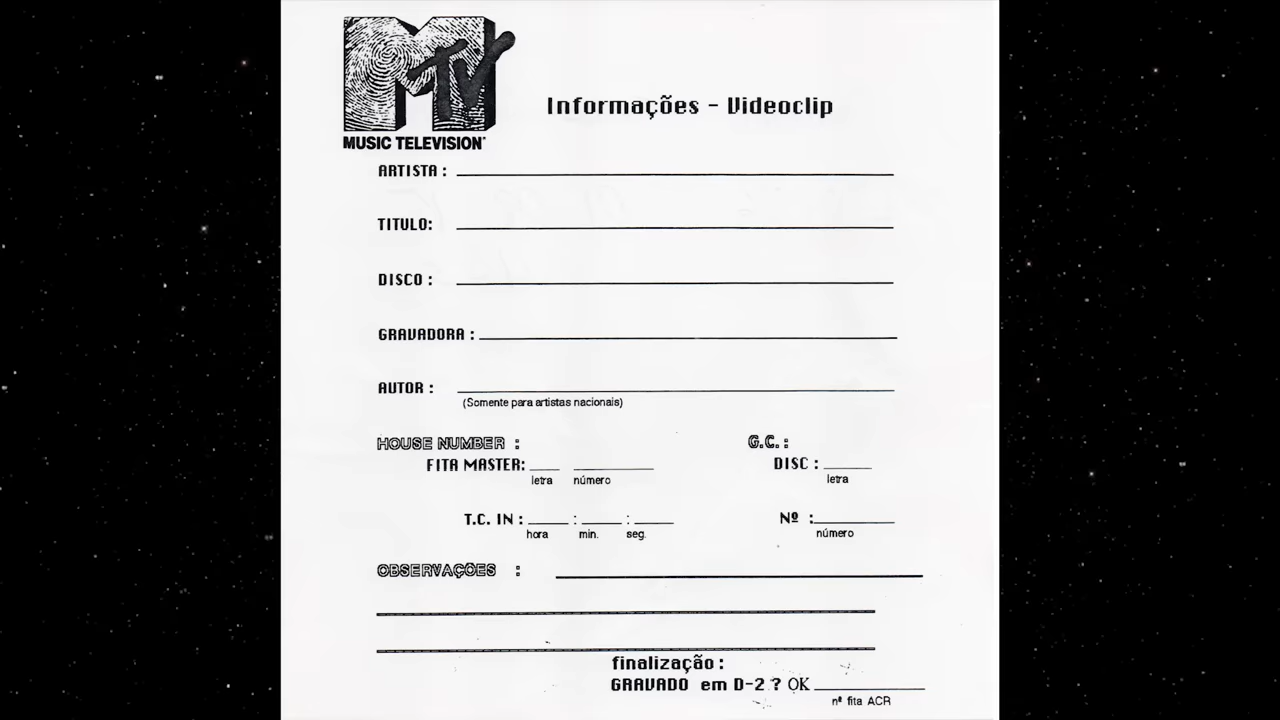 MTV
MUSIC TELEVISION
Informações - Videoclip
ARTISTA :
TITULO:
DISCO :
GRAVADORA :
AUTOR :
(Somente para artistas nacionais)
HOUSE NUMBER : G.C. :
FITA MASTER: DISC :
letra número letra
T.C. IN : : : Nº :
hora min. seg. número
OBSERVAÇÕES :
finalização :
GRAVADO em D-2 ? OK
nº fita ACR